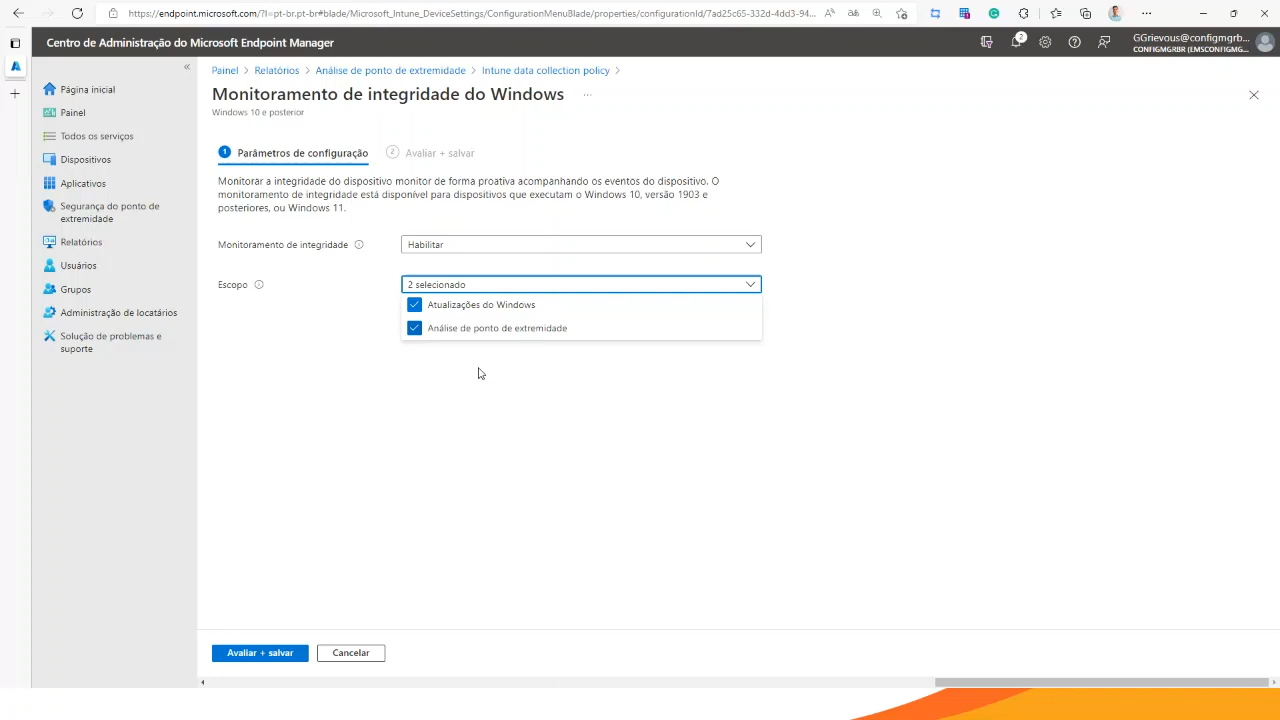 https://endpoint.microsoft.com/?l=pt-br.pt-br#blade/Microsoft_Intune_DeviceSettings/ConfigurationMenuBlade/properties/configurationId/7ad25c65-332d-4dd3-94...
Centro de Administração do Microsoft Endpoint Manager
2
GGrievous@configmgrb...
CONFIGMGRBR (EMSCONFIGMG...
Página inicial
Painel
Todos os serviços
Dispositivos
Aplicativos
Segurança do ponto de
extremidade
Relatórios
Usuários
Grupos
Administração de locatários
Solução de problemas e
suporte
Painel > Relatórios > Análise de ponto de extremidade > Intune data collection policy >
Monitoramento de integridade do Windows ...
Windows 10 e posterior
1 Parâmetros de configuração 2 Avaliar + salvar
Monitorar a integridade do dispositivo monitor de forma proativa acompanhando os eventos do dispositivo. O
monitoramento de integridade está disponível para dispositivos que executam o Windows 10, versão 1903 e
posteriores, ou Windows 11.
Monitoramento de integridade Habilitar
Escopo 2 selecionado
Atualizações do Windows
Análise de ponto de extremidade
Avaliar + salvar Cancelar